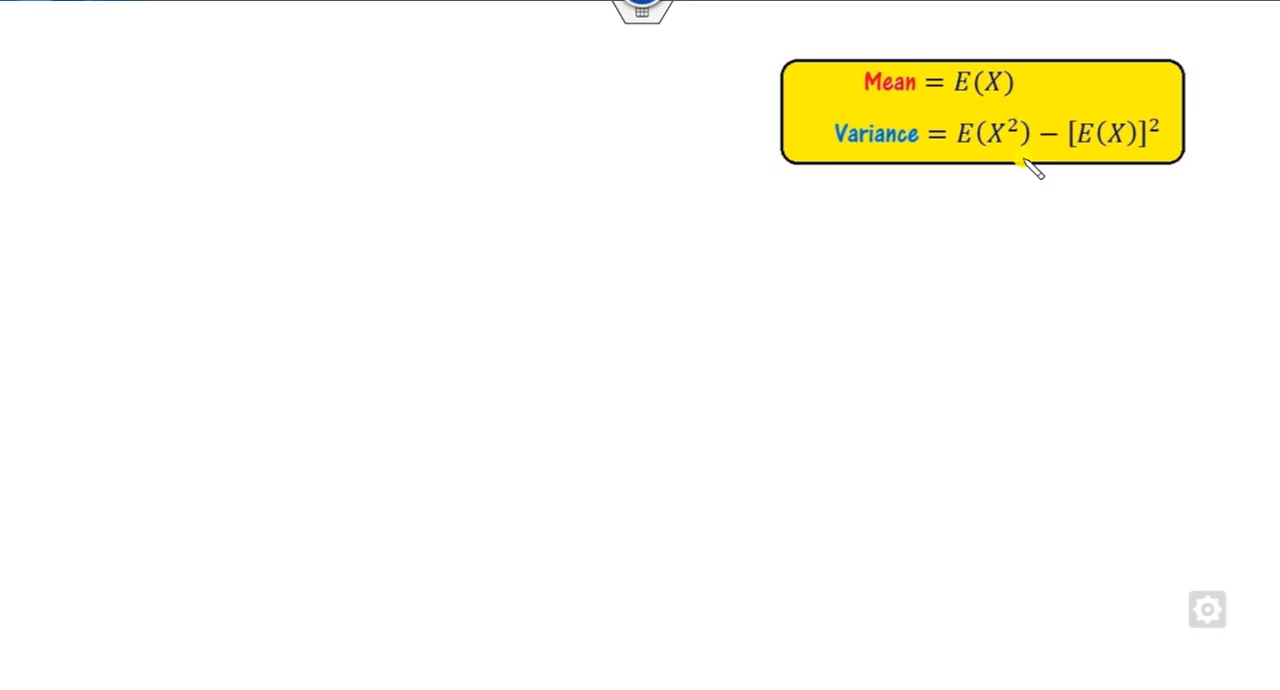 Mean = E(X)
Variance = E(X²) − [E(X)]²